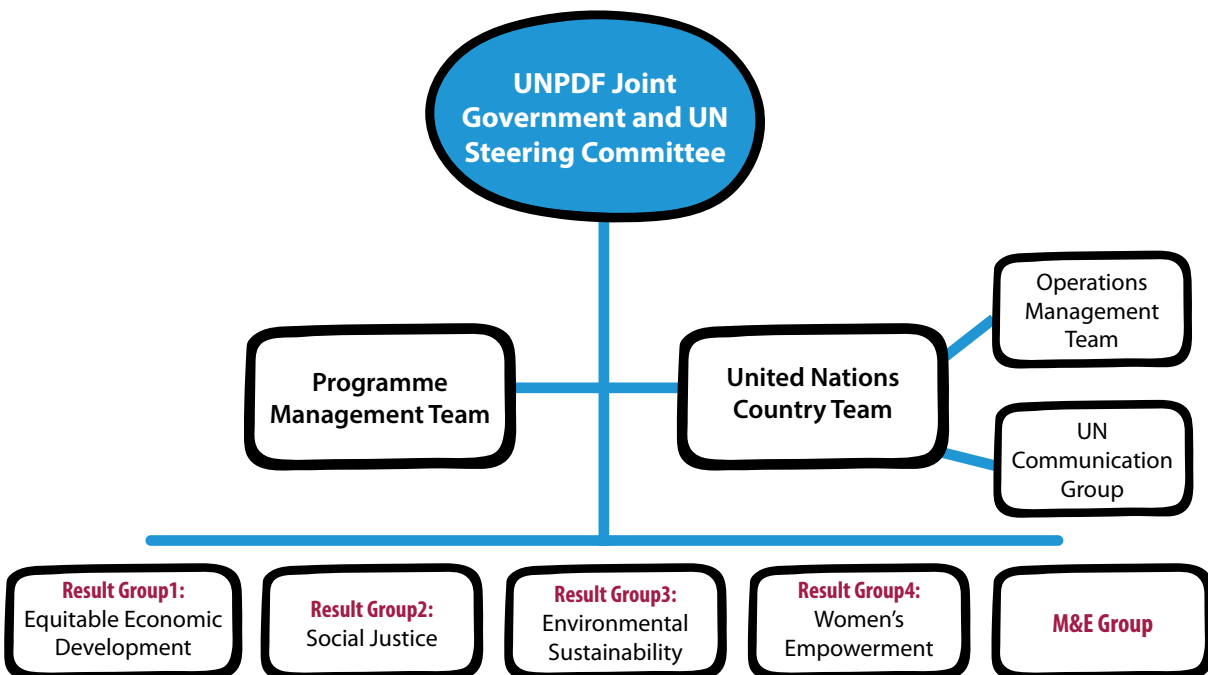 UNPDF Joint
Government and UN
Steering Committee
Operations
Management
Team
Programme
Management Team
United Nations
Country Team
UN
Communication
Group
Result Group1:
Equitable Economic
Development
Result Group2:
Social Justice
Result Group3:
Environmental
Sustainability
Result Group4:
Women’s
Empowerment
M&E Group